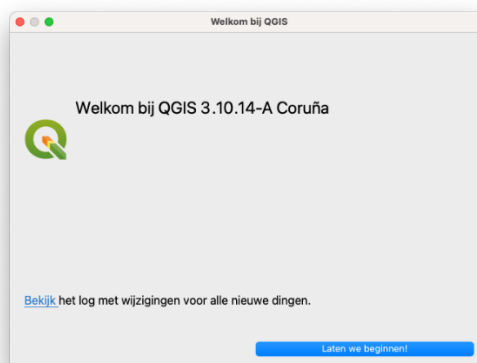 Welkom bij QGIS
Welkom bij QGIS 3.10.14-A Coruña
Bekijk het log met wijzigingen voor alle nieuwe dingen.
Laten we beginnen!